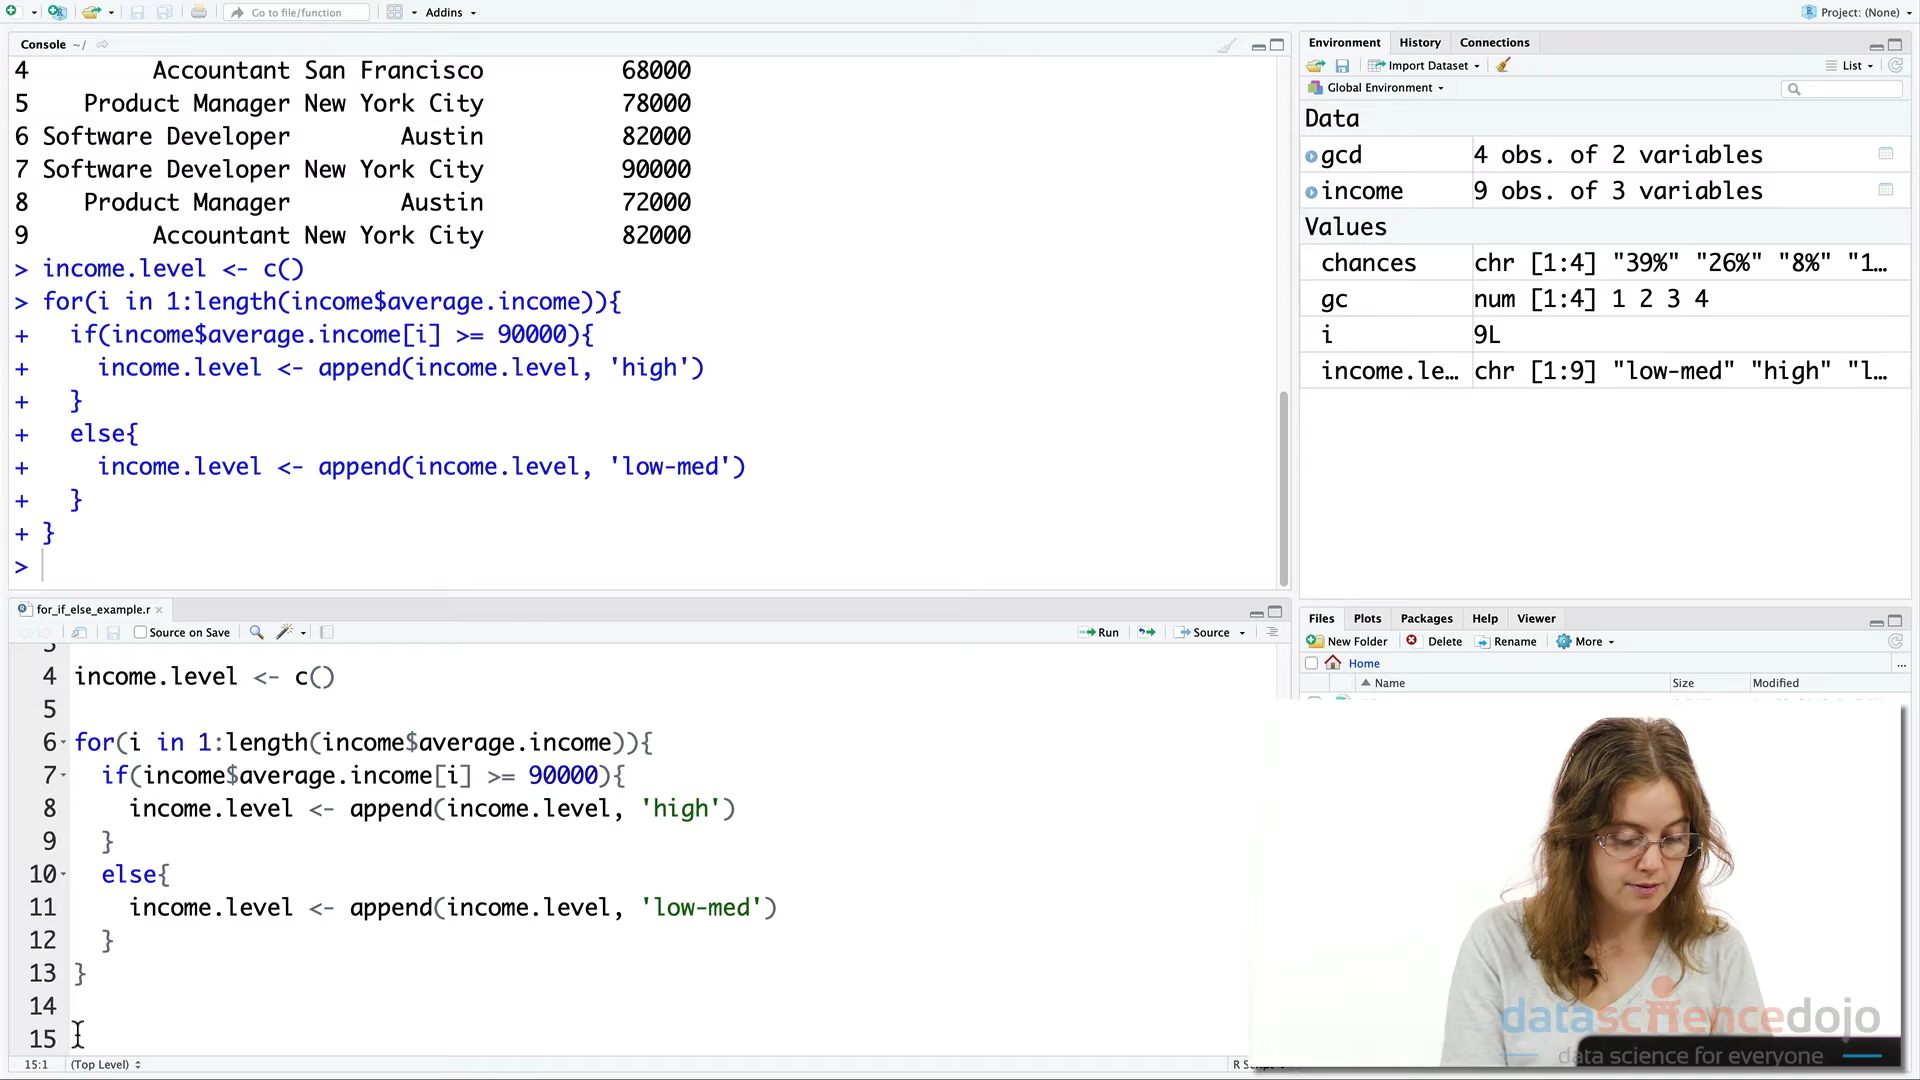 Go to file/function
Addins
Project: (None)
Console ~/
4 Accountant San Francisco 68000
5 Product Manager New York City 78000
6 Software Developer Austin 82000
7 Software Developer New York City 90000
8 Product Manager Austin 72000
9 Accountant New York City 82000
> income.level <- c()
> for(i in 1:length(income$average.income)){
+ if(income$average.income[i] >= 90000){
+ income.level <- append(income.level, 'high')
+ }
+ else{
+ income.level <- append(income.level, 'low-med')
+ }
+ }
>
Environment History Connections
Import Dataset
List
Global Environment
Data
gcd 4 obs. of 2 variables
income 9 obs. of 3 variables
Values
chances chr [1:4] "39%" "26%" "8%" "1...
gc num [1:4] 1 2 3 4
i 9L
income.le... chr [1:9] "low-med" "high" "l...
for_if_else_example.r
Source on Save
Run
Source
4 income.level <- c()
5
6 for(i in 1:length(income$average.income)){
7 if(income$average.income[i] >= 90000){
8 income.level <- append(income.level, 'high')
9 }
10 else{
11 income.level <- append(income.level, 'low-med')
12 }
13 }
14
15
15:1 (Top Level)
Files Plots Packages Help Viewer
New Folder Delete Rename More
Home
...
Name Size Modified
datasciencedojo
data science for everyone